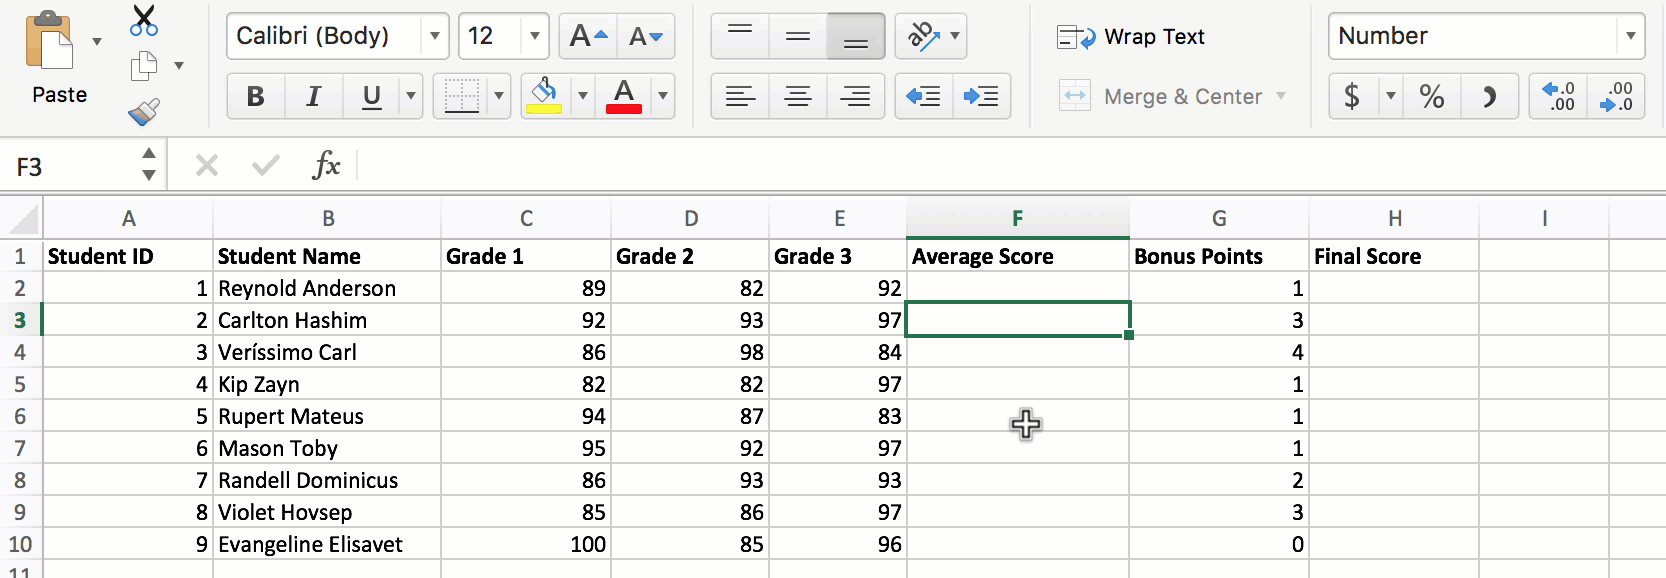 Calibri (Body) 12 A A Wrap Text Number
Paste B I U A Merge & Center $ % .0 .00 .00 .0
F3 fx
A B C D E F G H I
1 Student ID Student Name Grade 1 Grade 2 Grade 3 Average Score Bonus Points Final Score
2 1 Reynold Anderson 89 82 92 1
3 2 Carlton Hashim 92 93 97 3
4 3 Veríssimo Carl 86 98 84 4
5 4 Kip Zayn 82 82 97 1
6 5 Rupert Mateus 94 87 83 1
7 6 Mason Toby 95 92 97 1
8 7 Randell Dominicus 86 93 93 2
9 8 Violet Hovsep 85 86 97 3
10 9 Evangeline Elisavet 100 85 96 0
11